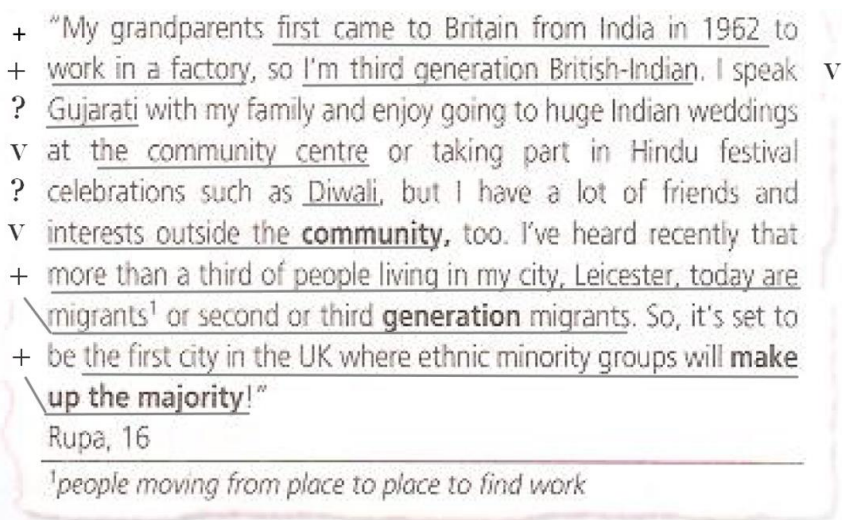 + "My grandparents first came to Britain from India in 1962 to
+ work in a factory, so I'm third generation British-Indian. I speak v
? Gujarati with my family and enjoy going to huge Indian weddings
v at the community centre or taking part in Hindu festival
? celebrations such as Diwali, but I have a lot of friends and
v interests outside the community, too. I've heard recently that
+ more than a third of people living in my city, Leicester, today are
migrants¹ or second or third generation migrants. So, it's set to
+ be the first city in the UK where ethnic minority groups will make
up the majority!"
Rupa, 16
¹people moving from place to place to find work